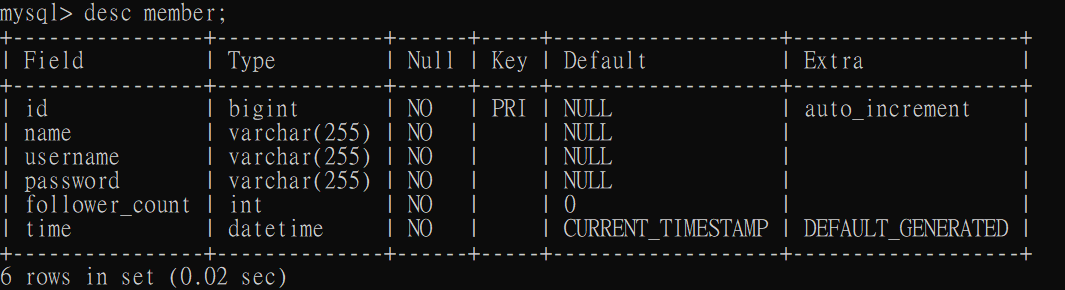 mysql> desc member;
+----------------+--------------+------+-----+-------------------+-------------------+
| Field          | Type         | Null | Key | Default           | Extra             |
+----------------+--------------+------+-----+-------------------+-------------------+
| id             | bigint       | NO   | PRI | NULL              | auto_increment    |
| name           | varchar(255) | NO   |     | NULL              |                   |
| username       | varchar(255) | NO   |     | NULL              |                   |
| password       | varchar(255) | NO   |     | NULL              |                   |
| follower_count | int          | NO   |     | 0                 |                   |
| time           | datetime     | NO   |     | CURRENT_TIMESTAMP | DEFAULT_GENERATED |
+----------------+--------------+------+-----+-------------------+-------------------+
6 rows in set (0.02 sec)